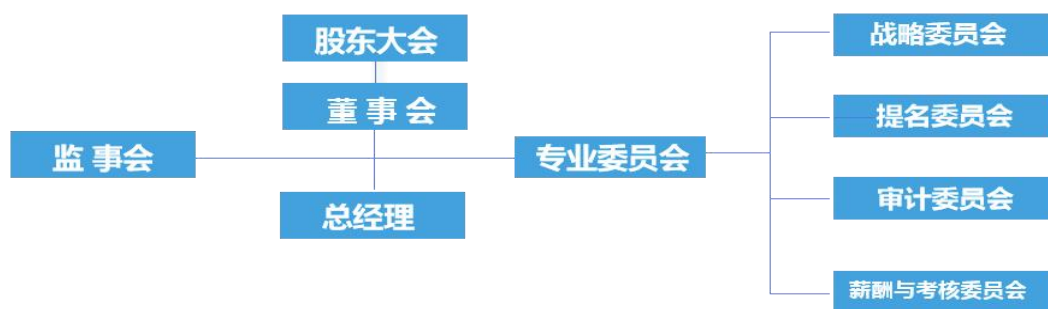 股东大会
董 事 会
监 事会
专业委员会
总经理
战略委员会
提名委员会
审计委员会
薪酬与考核委员会